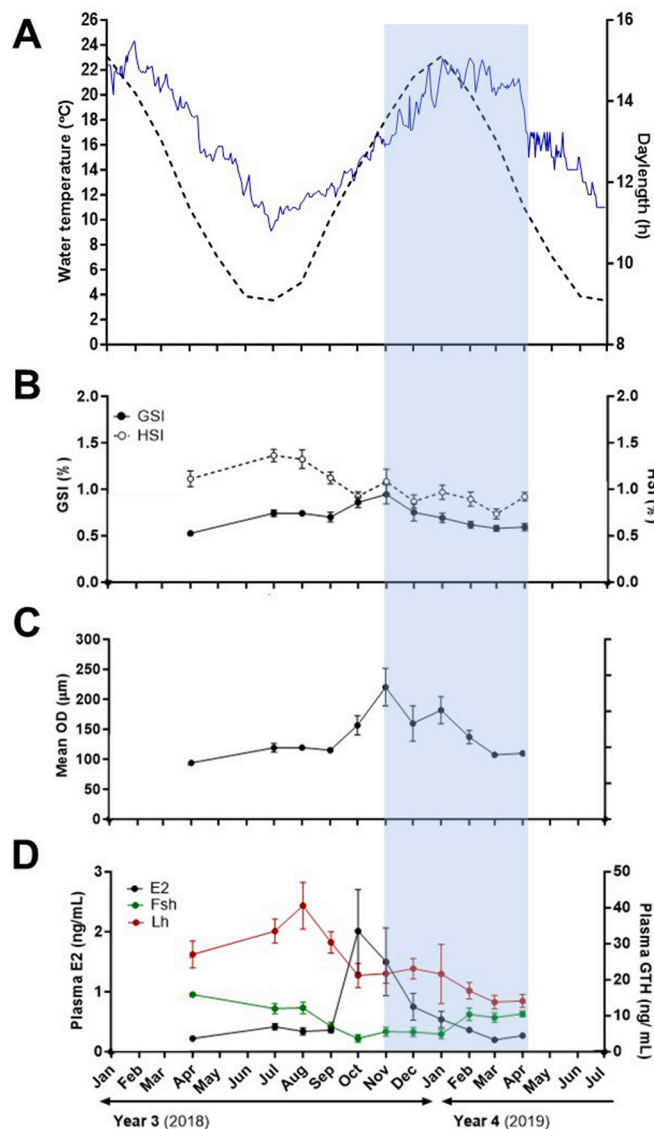 A
26
24
22
20
18
16
14
12
10
8
6
4
2
0
Water temperature (°C)
16
14
12
10
8
Daylength (h)
B
2.0
1.5
1.0
0.5
0.0
GSI (%)
GSI
HSI
2.0
1.5
1.0
0.5
0.0
HSI (%)
C
300
250
200
150
100
50
0
Mean OD (µm)
D
3
2
1
0
Plasma E2 (ng/mL)
E2
Fsh
Lh
50
40
30
20
10
0
Plasma GTH (ng/ mL)
Jan Feb Mar Apr May Jun Jul Aug Sep Oct Nov Dec Jan Feb Mar Apr May Jun Jul
Year 3 (2018) Year 4 (2019)